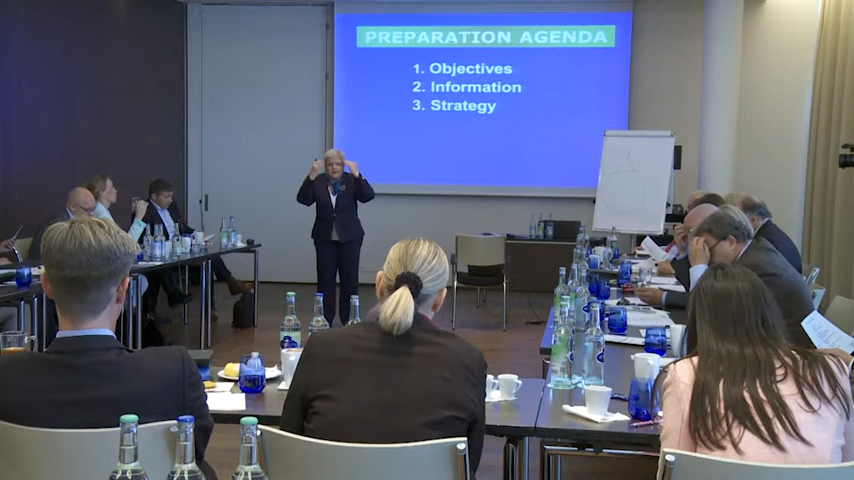 PREPARATION AGENDA
1. Objectives
2. Information
3. Strategy